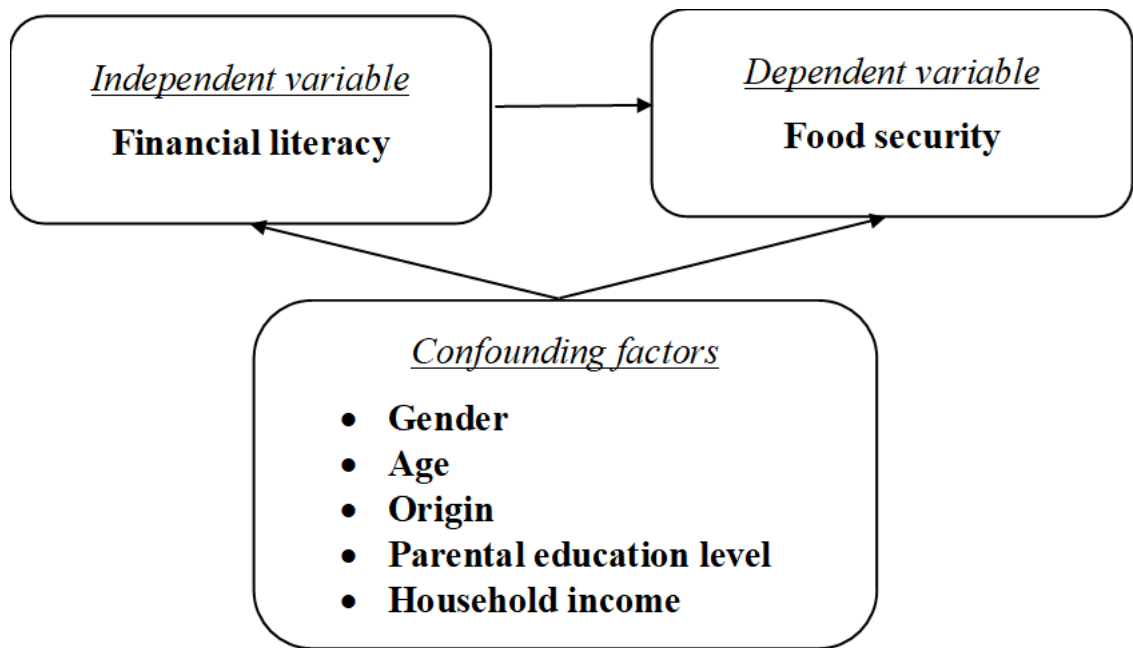 Independent variable
Financial literacy
Dependent variable
Food security
Confounding factors
• Gender
• Age
• Origin
• Parental education level
• Household income